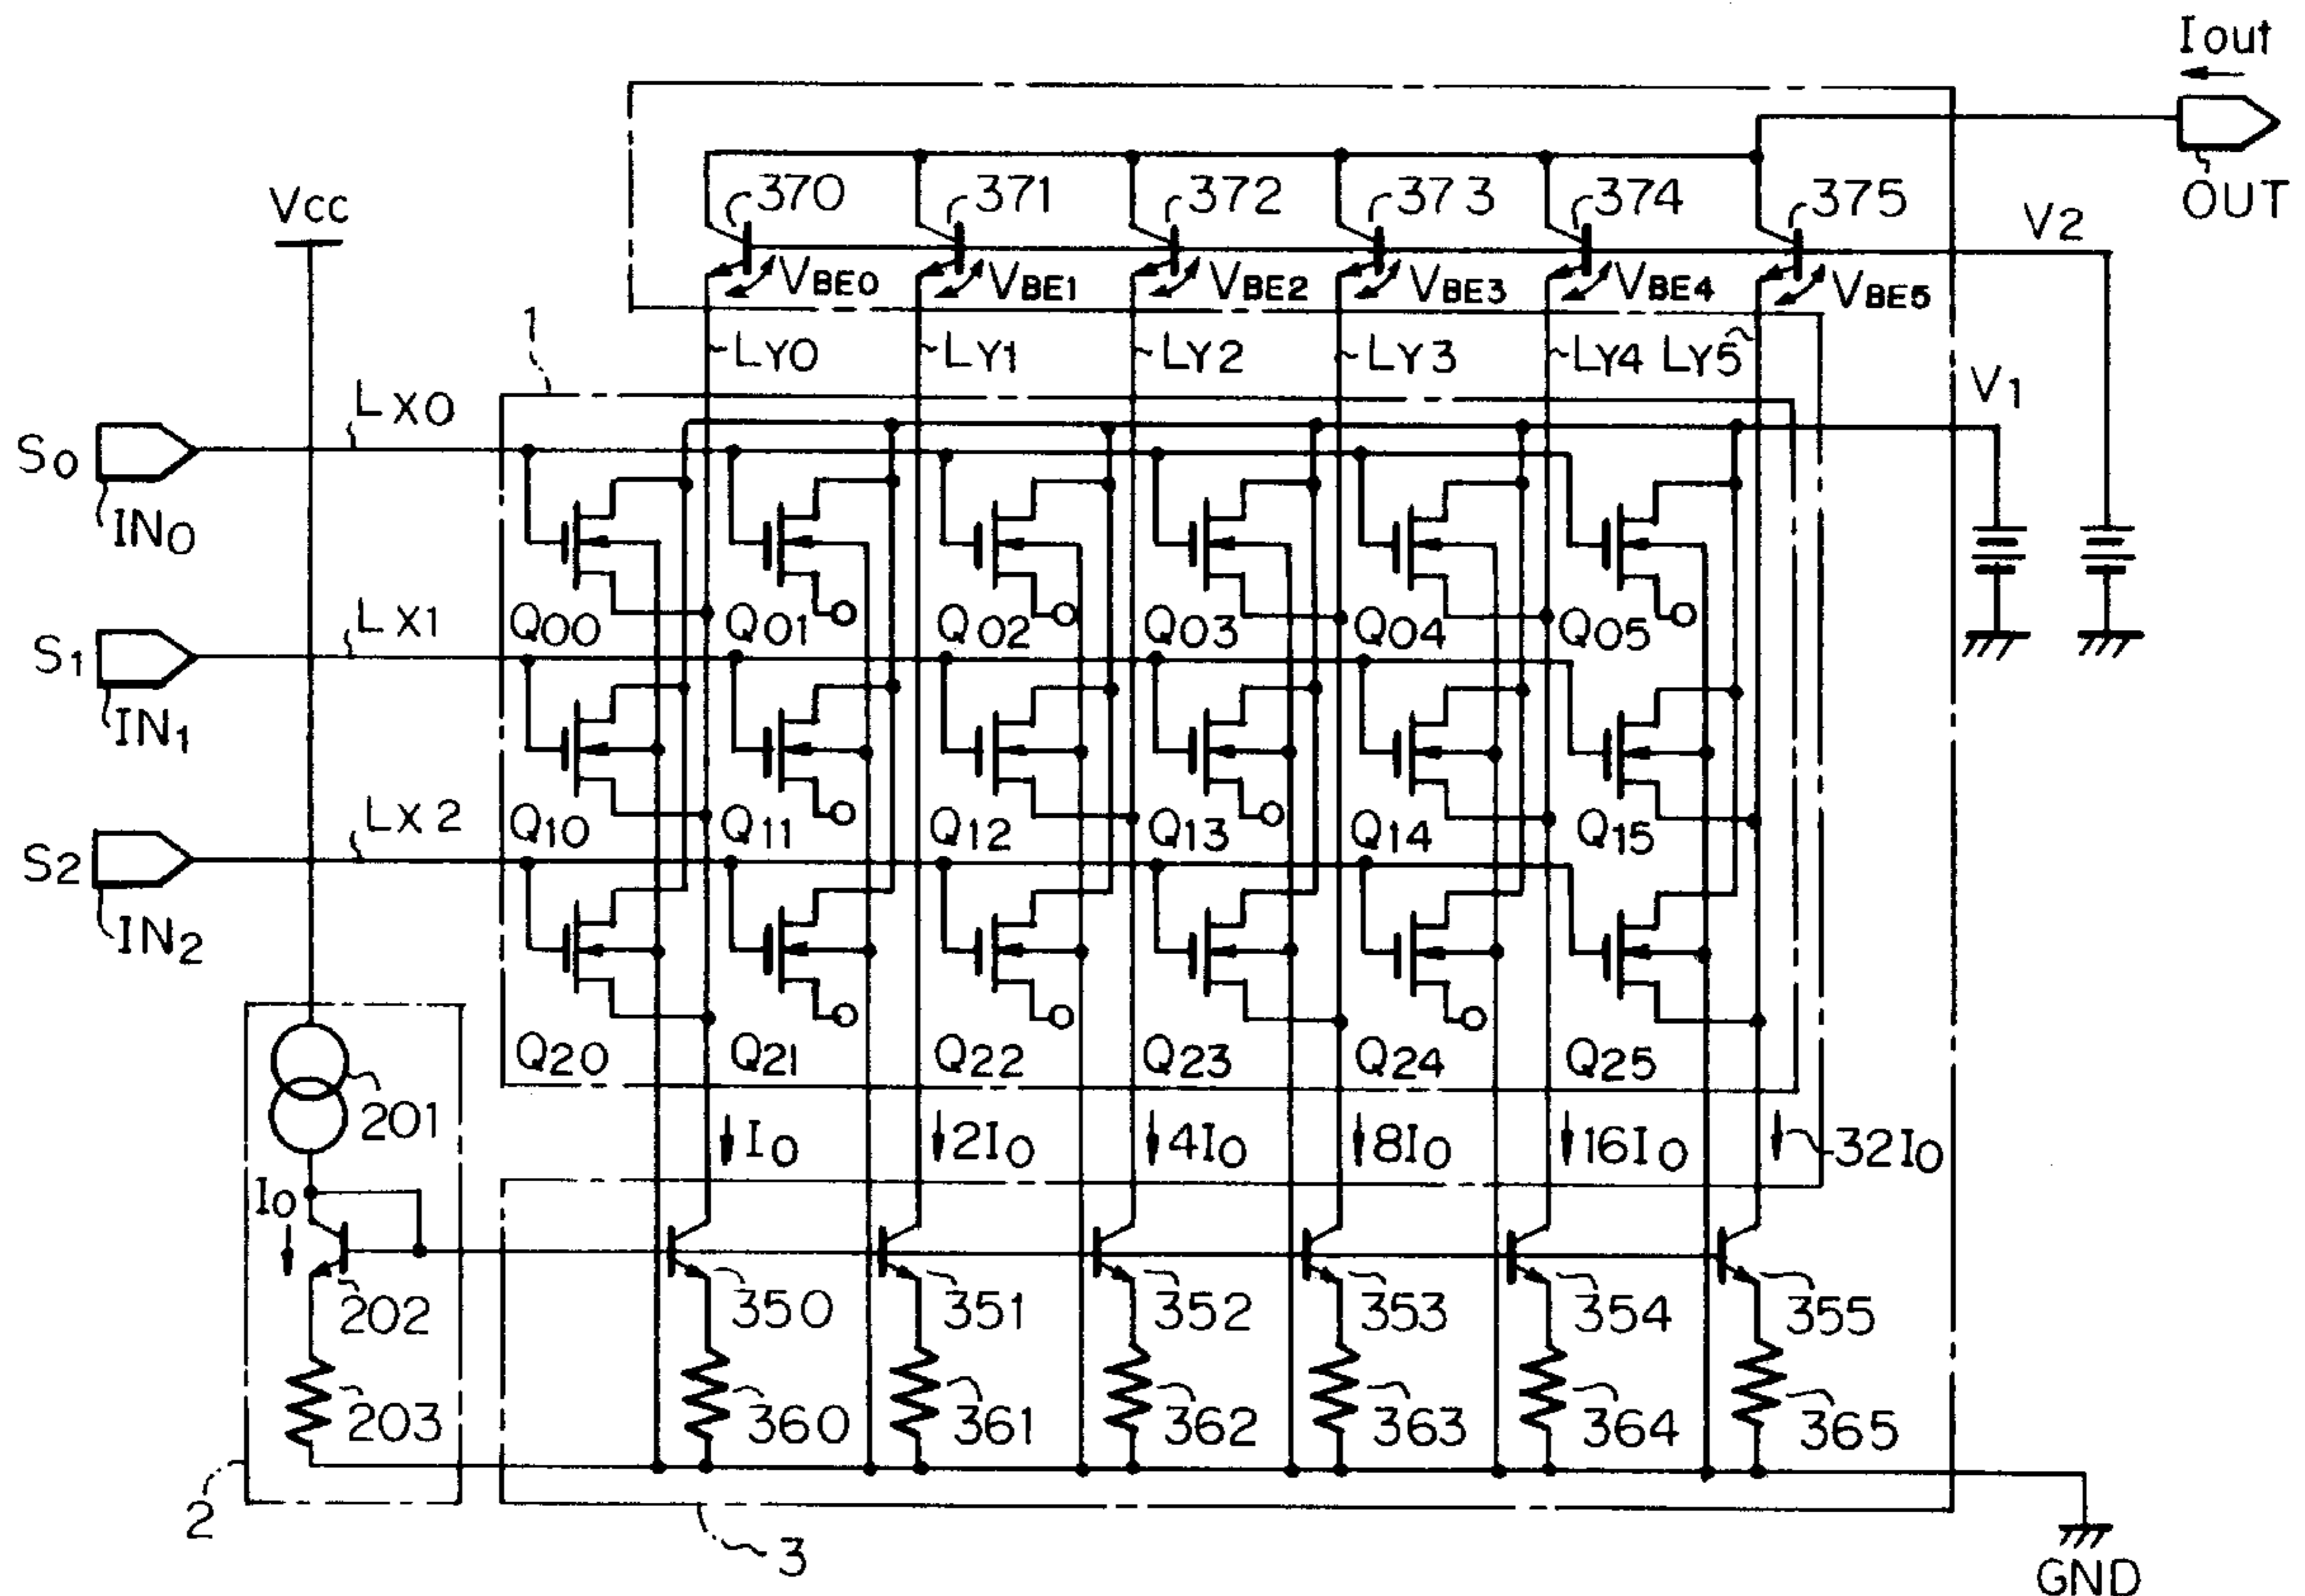 Iout
OUT
Vcc
370 371 372 373 374 375
V2
VBE0 VBE1 VBE2 VBE3 VBE4 VBE5
1
LY0 LY1 LY2 LY3 LY4 LY5
V1
S0
LX0
IN0
Q00 Q01 Q02 Q03 Q04 Q05
S1
LX1
IN1
Q10 Q11 Q12 Q13 Q14 Q15
S2
LX2
IN2
Q20 Q21 Q22 Q23 Q24 Q25
201
I0 2I0 4I0 8I0 16I0 32I0
I0
202
350 351 352 353 354 355
203
360 361 362 363 364 365
2
3
GND